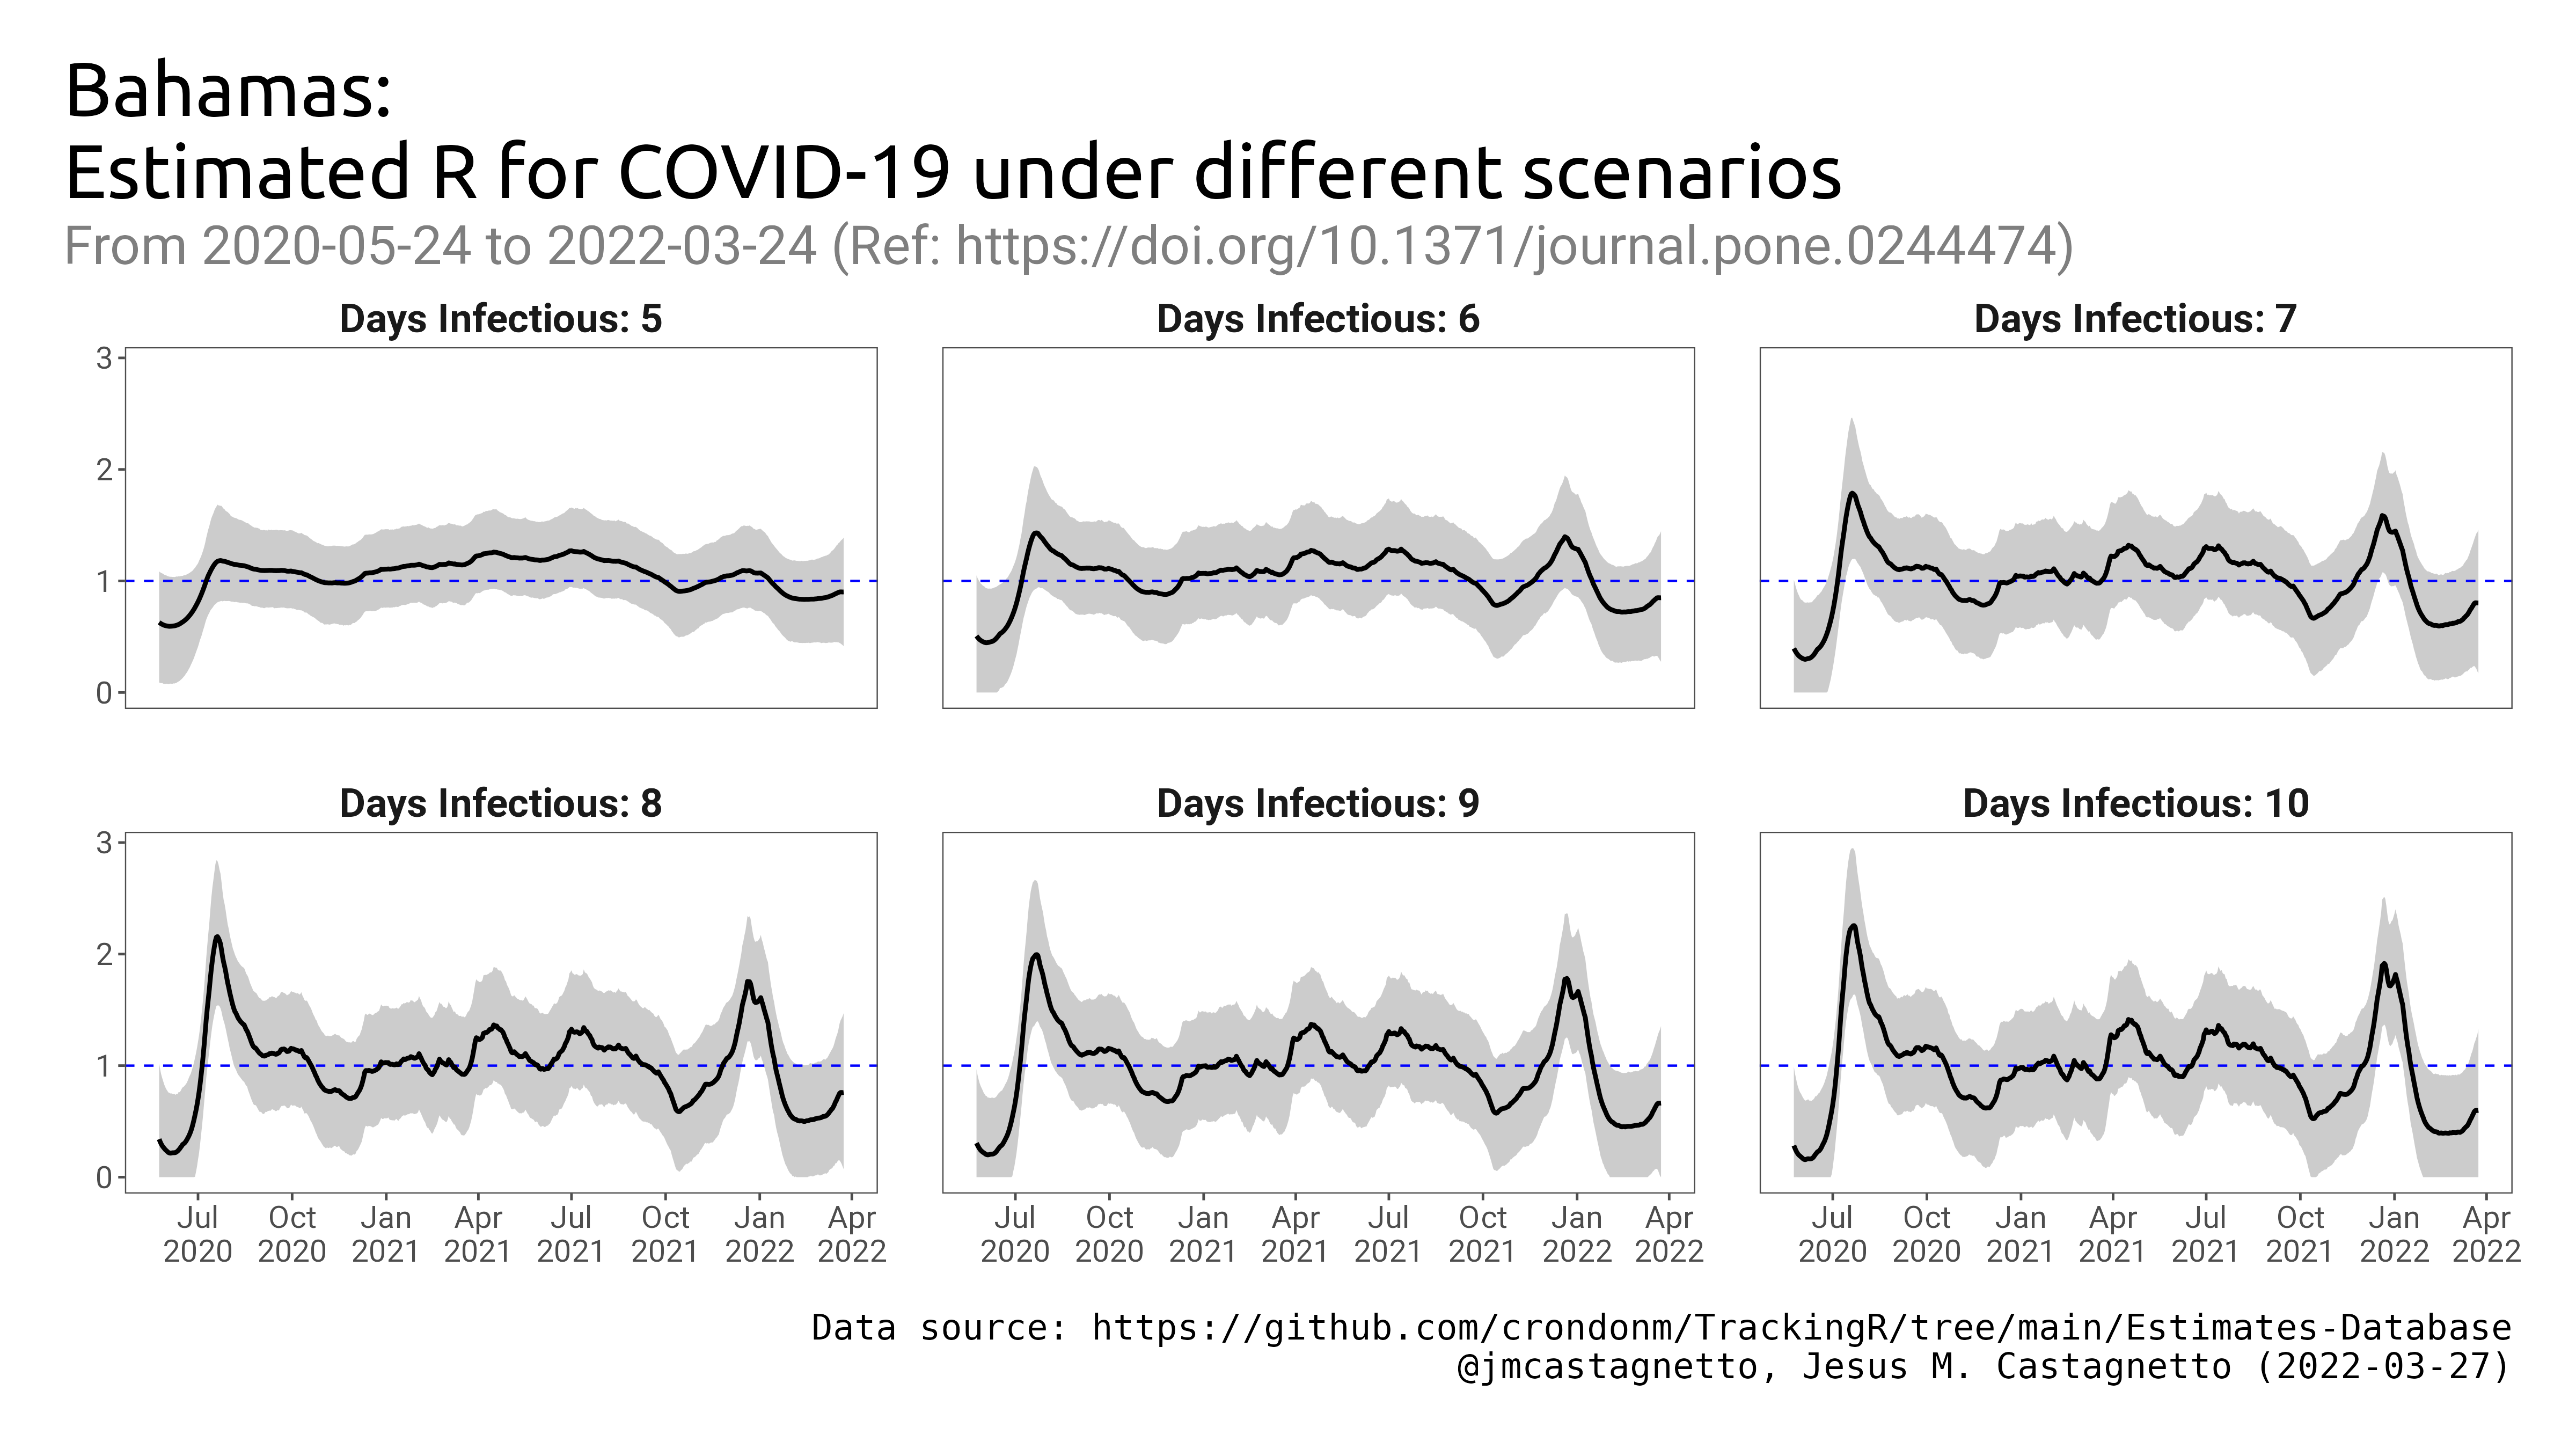 Bahamas:
Estimated R for COVID-19 under different scenarios
From 2020-05-24 to 2022-03-24 (Ref: https://doi.org/10.1371/journal.pone.0244474)
Days Infectious: 5
Days Infectious: 6
Days Infectious: 7
3
2
1
0
Days Infectious: 8
Days Infectious: 9
Days Infectious: 10
3
2
1
0
Jul Oct Jan Apr Jul Oct Jan Apr
2020 2020 2021 2021 2021 2021 2022 2022
Jul Oct Jan Apr Jul Oct Jan Apr
2020 2020 2021 2021 2021 2021 2022 2022
Jul Oct Jan Apr Jul Oct Jan Apr
2020 2020 2021 2021 2021 2021 2022 2022
Data source: https://github.com/crondonm/TrackingR/tree/main/Estimates-Database
@jmcastagnetto, Jesus M. Castagnetto (2022-03-27)